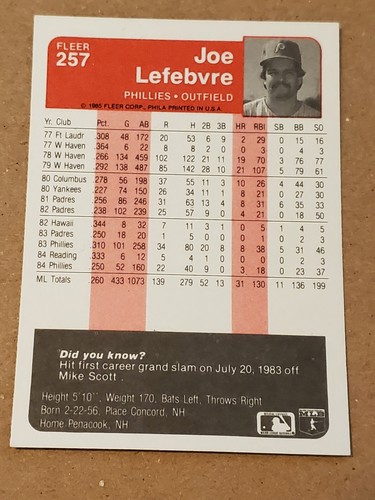 FLEER
257
Joe
Lefebvre
PHILLIES • OUTFIELD
© 1985 FLEER CORP., PHILA PRINTED IN U.S.A.
Yr. Club Pct. G AB R H 2B 3B HR RBI SB BB SO
77 Ft Laudr .308 48 172 20 53 6 9 2 29 0 15 16
77 W Haven .364 6 22 8 8 0 0 0 3 0 4 3
78 W Haven .266 134 459 102 122 21 11 19 70 3 76 77
79 W Haven .292 138 487 85 142 28 10 21 107 5 79 61
80 Columbus .278 56 198 37 55 11 3 10 26 4 44 30
80 Yankees .227 74 150 26 34 11 1 8 21 0 27 30
81 Padres .256 86 246 31 63 13 4 8 31 6 35 33
82 Padres .238 102 239 25 57 9 0 4 21 0 18 50
82 Hawaii .344 8 32 7 11 3 1 0 5 1 4 5
83 Padres .250 18 20 1 5 0 0 0 1 0 2 3
83 Phillies .310 101 258 34 80 20 8 8 38 5 31 46
84 Reading .333 6 12 5 4 1 0 0 0 0 3 2
84 Phillies .250 52 160 22 40 9 0 3 18 0 23 37
ML Totals .260 433 1073 139 279 52 13 31 130 11 136 199
Did you know?
Hit first career grand slam on July 20, 1983 off
Mike Scott .
Height 5'10", Weight 170, Bats Left, Throws Right
Born 2-22-56, Place Concord, NH
Home Penacook, NH